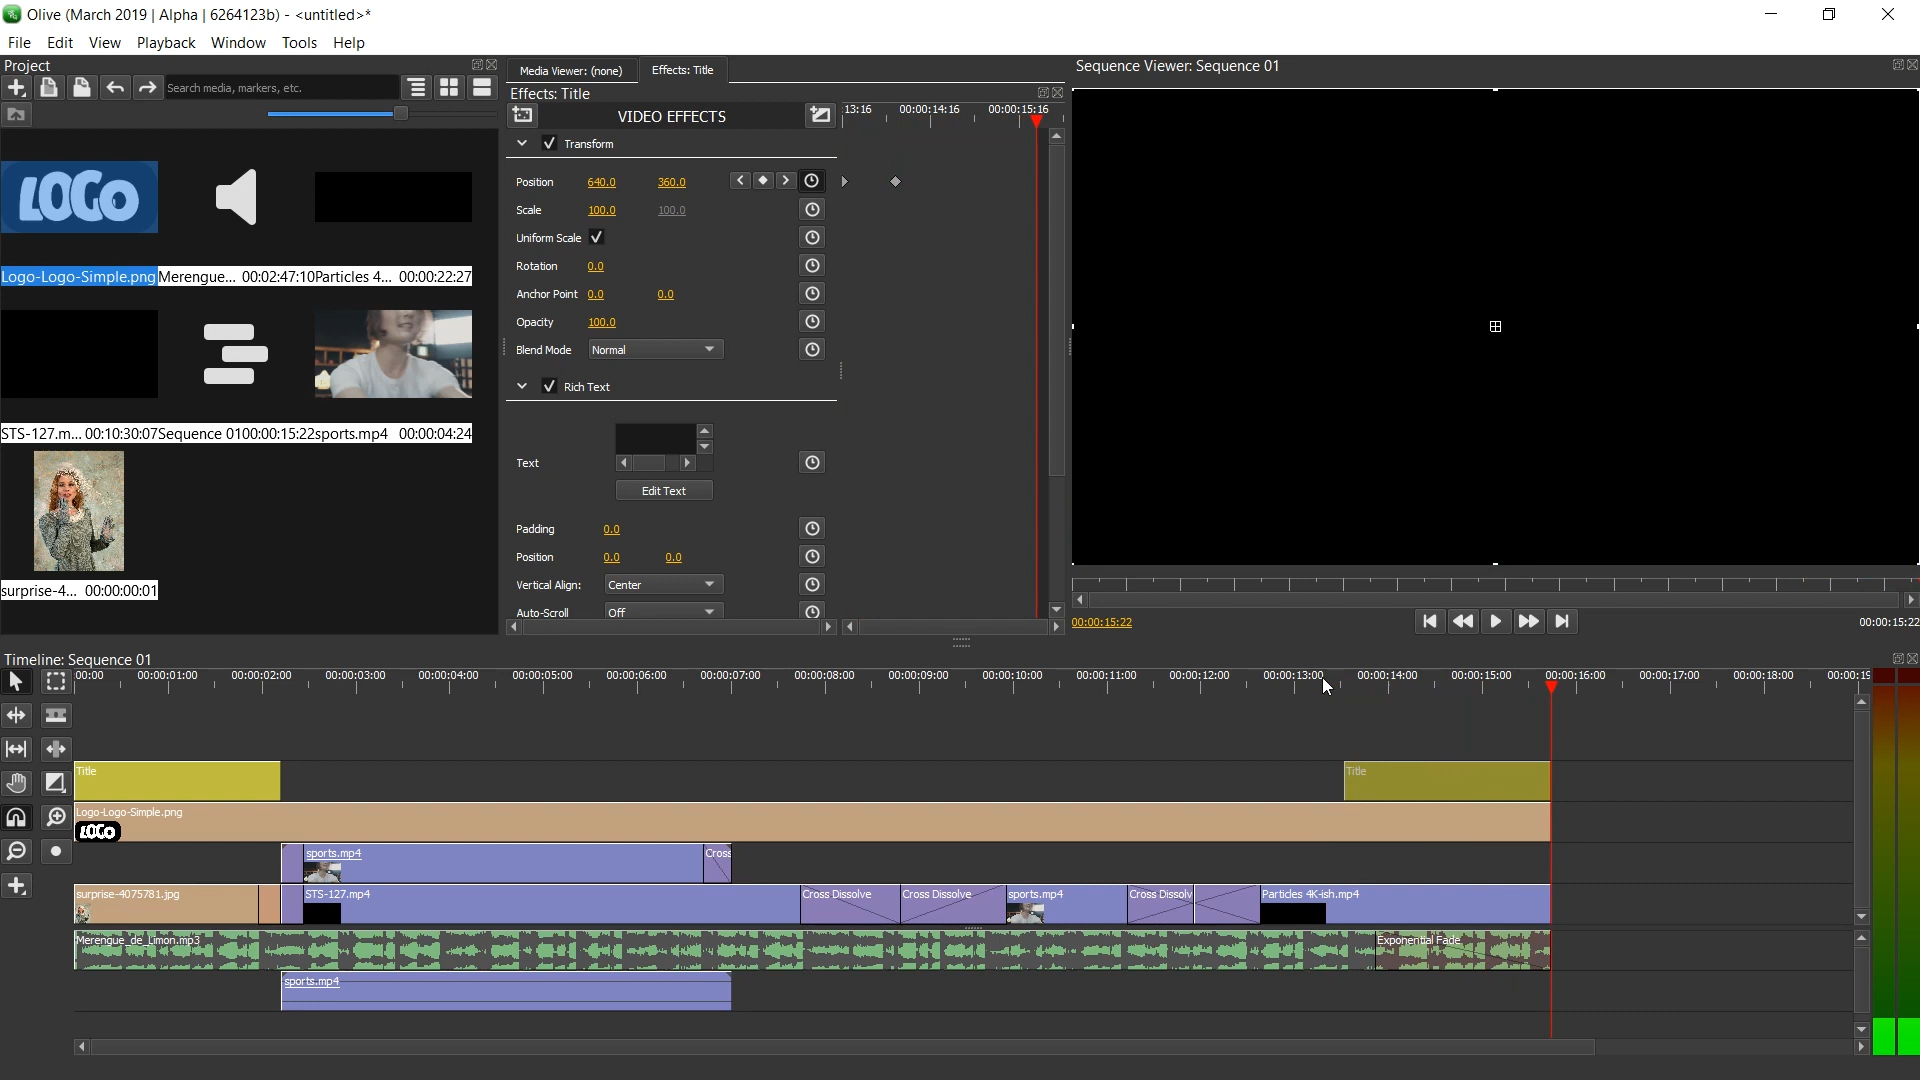 Olive (March 2019 | Alpha | 6264123b) - <untitled>*
File Edit View Playback Window Tools Help
Project
Search media, markers, etc.
LOGO
Logo-Logo-Simple.png
Merengue... 00:02:47:10
Particles 4... 00:00:22:27
STS-127.m... 00:10:30:07
Sequence 01 00:00:15:22
sports.mp4 00:00:04:24
surprise-4... 00:00:00:01
Media Viewer: (none)
Effects: Title
Effects: Title
VIDEO EFFECTS
13:16 00:00:14:16 00:00:15:16
Transform
Position 640.0 360.0
Scale 100.0 100.0
Uniform Scale
Rotation 0.0
Anchor Point 0.0 0.0
Opacity 100.0
Blend Mode Normal
Rich Text
Text
Edit Text
Padding 0.0
Position 0.0 0.0
Vertical Align: Center
Auto-Scroll Off
Sequence Viewer: Sequence 01
00:00:15:22
00:00:15:22
Timeline: Sequence 01
00:00 00:00:01:00 00:00:02:00 00:00:03:00 00:00:04:00 00:00:05:00 00:00:06:00 00:00:07:00 00:00:08:00 00:00:09:00 00:00:10:00 00:00:11:00 00:00:12:00 00:00:13:00 00:00:14:00 00:00:15:00 00:00:16:00 00:00:17:00 00:00:18:00 00:00:19
Title
Title
Logo-Logo-Simple.png
LOGO
sports.mp4
Cross
surprise-4075781.jpg
STS-127.mp4
Cross Dissolve
Cross Dissolve
sports.mp4
Cross Dissolv
Particles 4K-ish.mp4
Merengue_de_Limon.mp3
Exponential Fade
sports.mp4